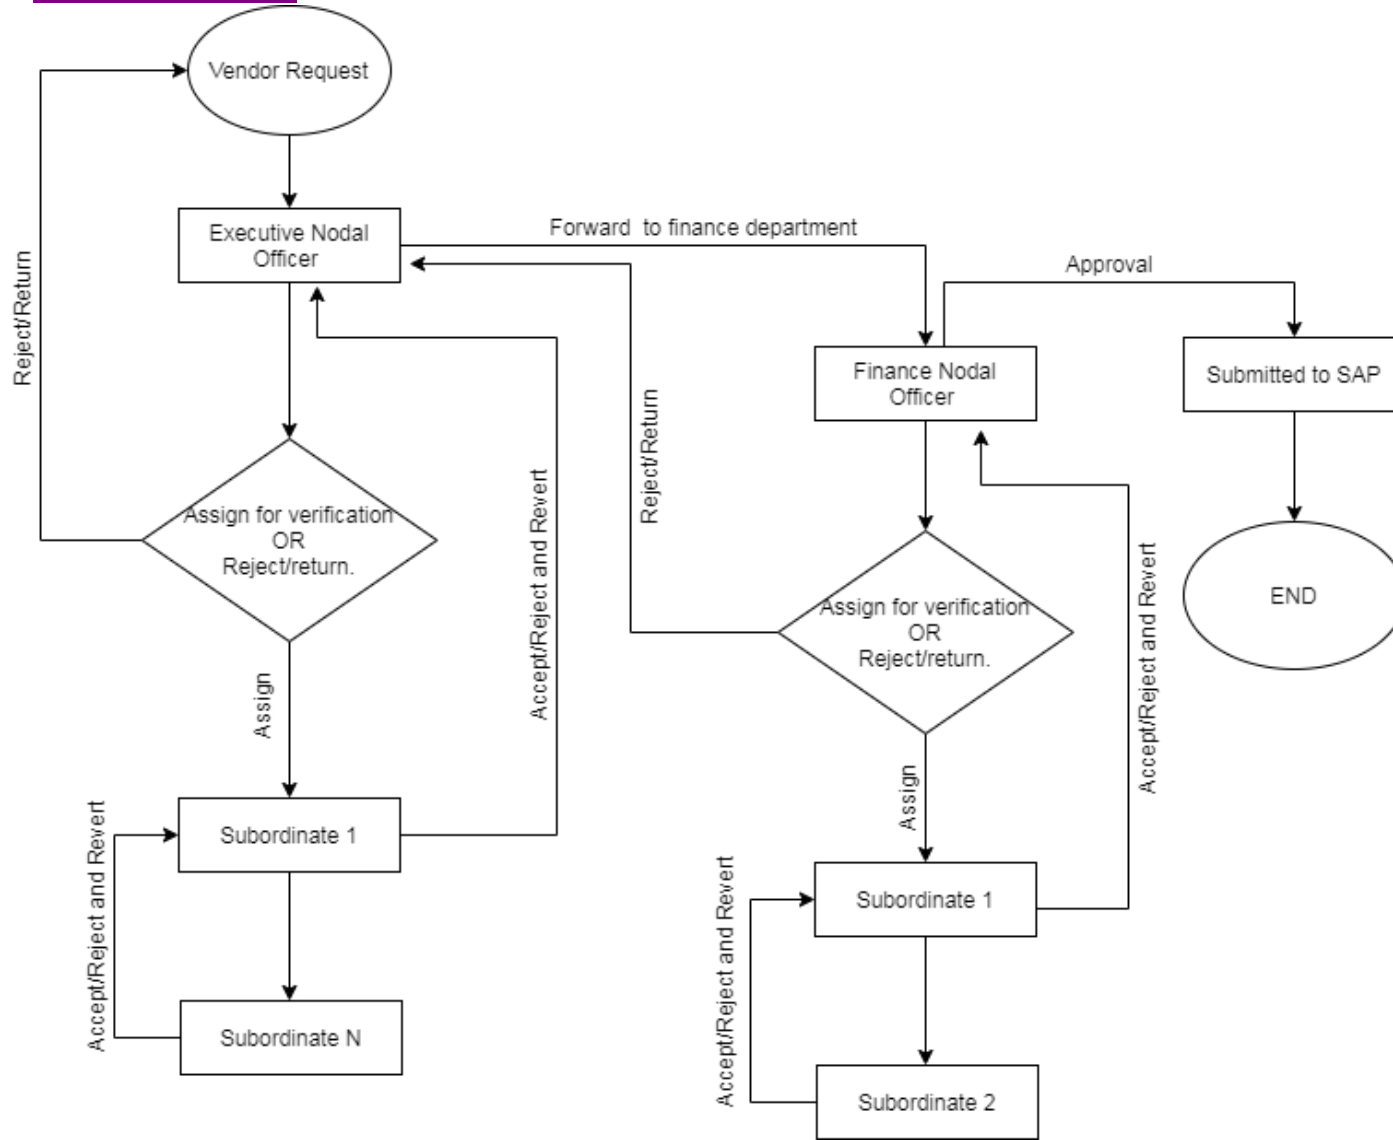 Vendor Request
Executive Nodal
Officer
Forward  to finance department
Approval
Reject/Return
Finance Nodal
Officer
Submitted to SAP
Reject/Return
Accept/Reject and Revert
Assign for verification
OR
Reject/return.
Accept/Reject and Revert
Assign for verification
OR
Reject/return.
END
Assign
Assign
Subordinate 1
Accept/Reject and Revert
Subordinate 1
Accept/Reject and Revert
Subordinate N
Subordinate 2